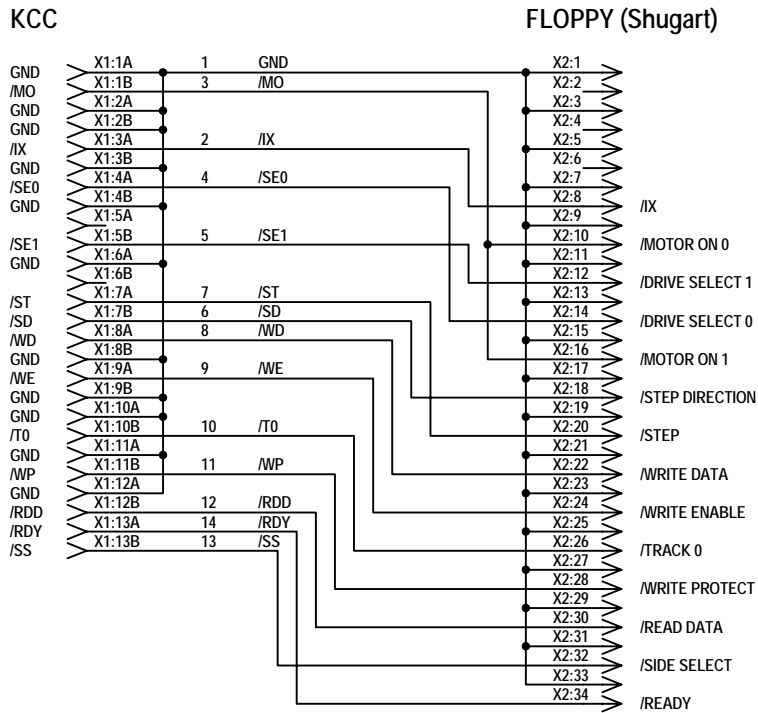 KCC FLOPPY (Shugart)
X1:1A 1 GND X2:1
GND
X1:1B 3 /MO X2:2
/MO
X1:2A X2:3
GND
X1:2B X2:4
GND
X1:3A 2 /IX X2:5
/IX
X1:3B X2:6
GND
X1:4A 4 /SE0 X2:7
/SE0
X1:4B X2:8
GND /IX
X1:5A X2:9
X1:5B 5 /SE1 X2:10
/SE1 /MOTOR ON 0
X1:6A X2:11
GND
X1:6B X2:12
/DRIVE SELECT 1
X1:7A 7 /ST X2:13
/ST
X1:7B 6 /SD X2:14
/SD /DRIVE SELECT 0
X1:8A 8 /WD X2:15
/WD
X1:8B X2:16
GND /MOTOR ON 1
X1:9A 9 /WE X2:17
/WE
X1:9B X2:18
GND /STEP DIRECTION
X1:10A X2:19
GND
X1:10B 10 /T0 X2:20
/T0 /STEP
X1:11A X2:21
GND
X1:11B 11 /WP X2:22
/WP /WRITE DATA
X1:12A X2:23
GND
X1:12B 12 /RDD X2:24
/RDD /WRITE ENABLE
X1:13A 14 /RDY X2:25
/RDY
X1:13B 13 /SS X2:26
/SS /TRACK 0
X2:27
X2:28
/WRITE PROTECT
X2:29
X2:30
/READ DATA
X2:31
X2:32
/SIDE SELECT
X2:33
X2:34
/READY